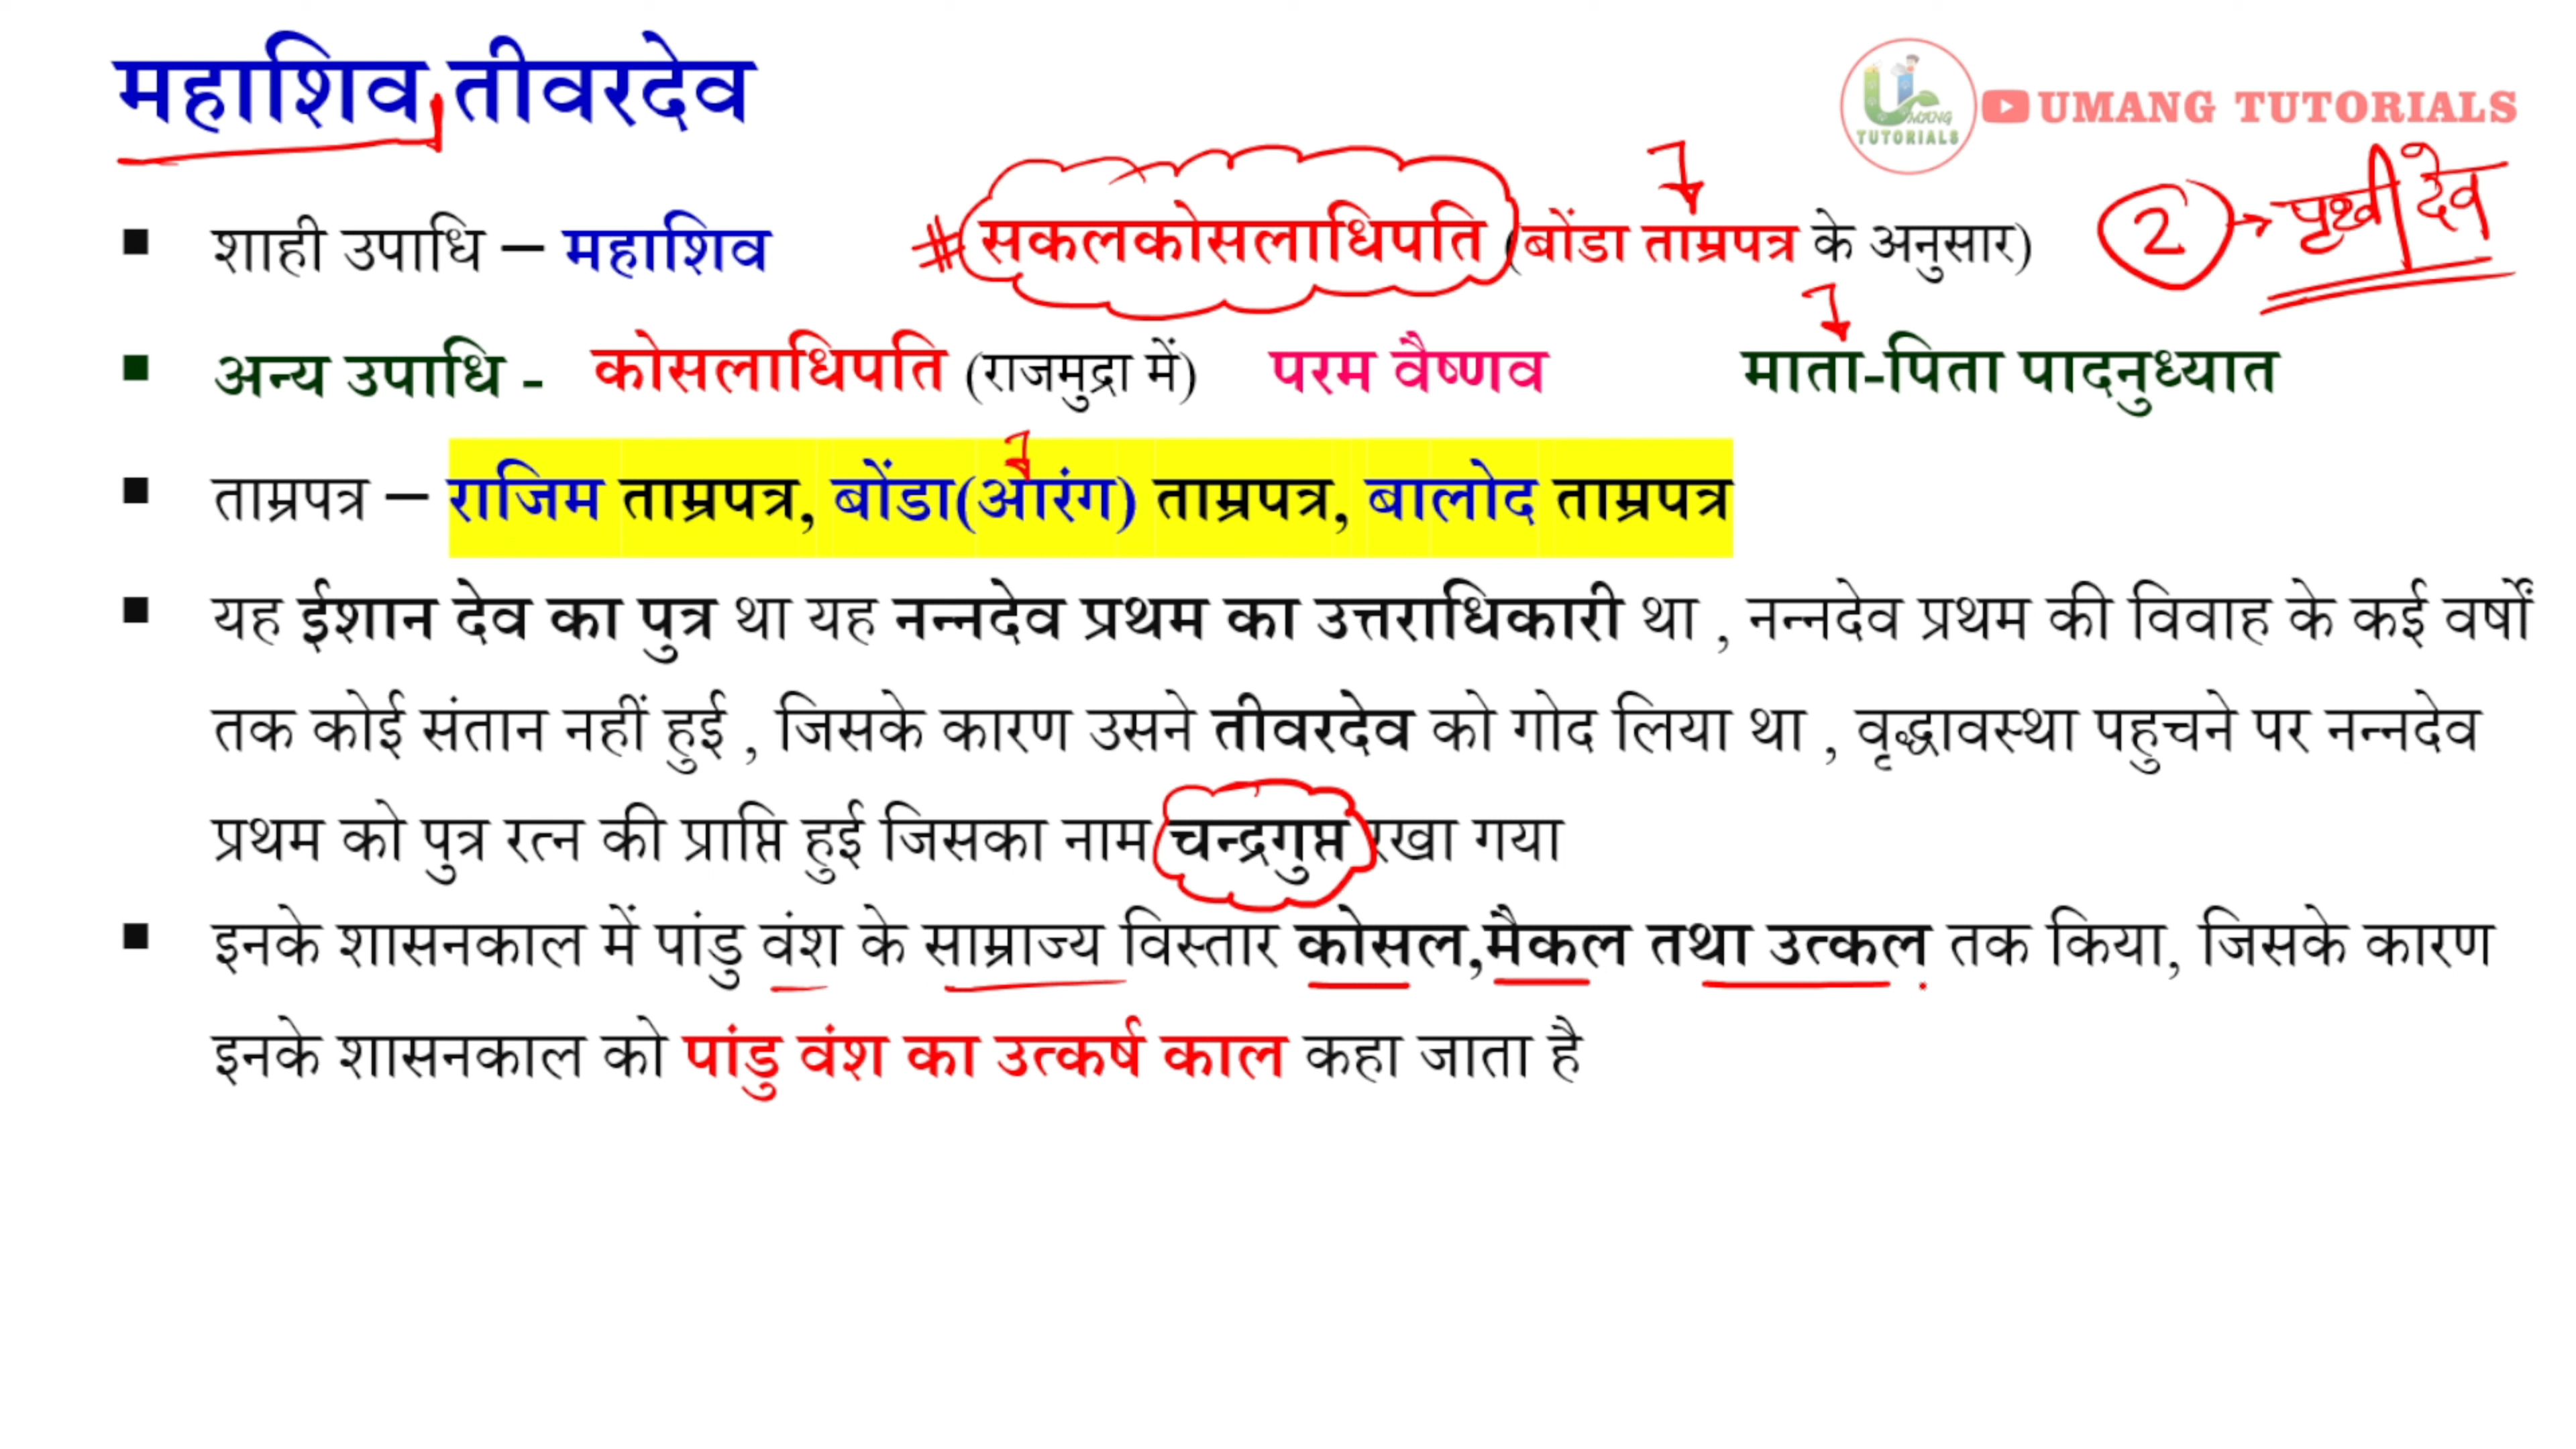 महाशिव तीवरदेव
UMANG TUTORIALS
UMANG
TUTORIALS
▪ शाही उपाधि – महाशिव # सकलकोसलाधिपति (बोंडा ताम्रपत्र के अनुसार) 2 → पृथ्वीदेव
▪ अन्य उपाधि - कोसलाधिपति (राजमुद्रा में) परम वैष्णव माता-पिता पादनुध्यात
▪ ताम्रपत्र – राजिम ताम्रपत्र, बोंडा(आरंग) ताम्रपत्र, बालोद ताम्रपत्र
▪ यह ईशान देव का पुत्र था यह नन्नदेव प्रथम का उत्तराधिकारी था , नन्नदेव प्रथम की विवाह के कई वर्षों
तक कोई संतान नहीं हुई , जिसके कारण उसने तीवरदेव को गोद लिया था , वृद्धावस्था पहुचने पर नन्नदेव
प्रथम को पुत्र रत्न की प्राप्ति हुई जिसका नाम चन्द्रगुप्त रखा गया
▪ इनके शासनकाल में पांडु वंश के साम्राज्य विस्तार कोसल,मैकल तथा उत्कल तक किया, जिसके कारण
इनके शासनकाल को पांडु वंश का उत्कर्ष काल कहा जाता है